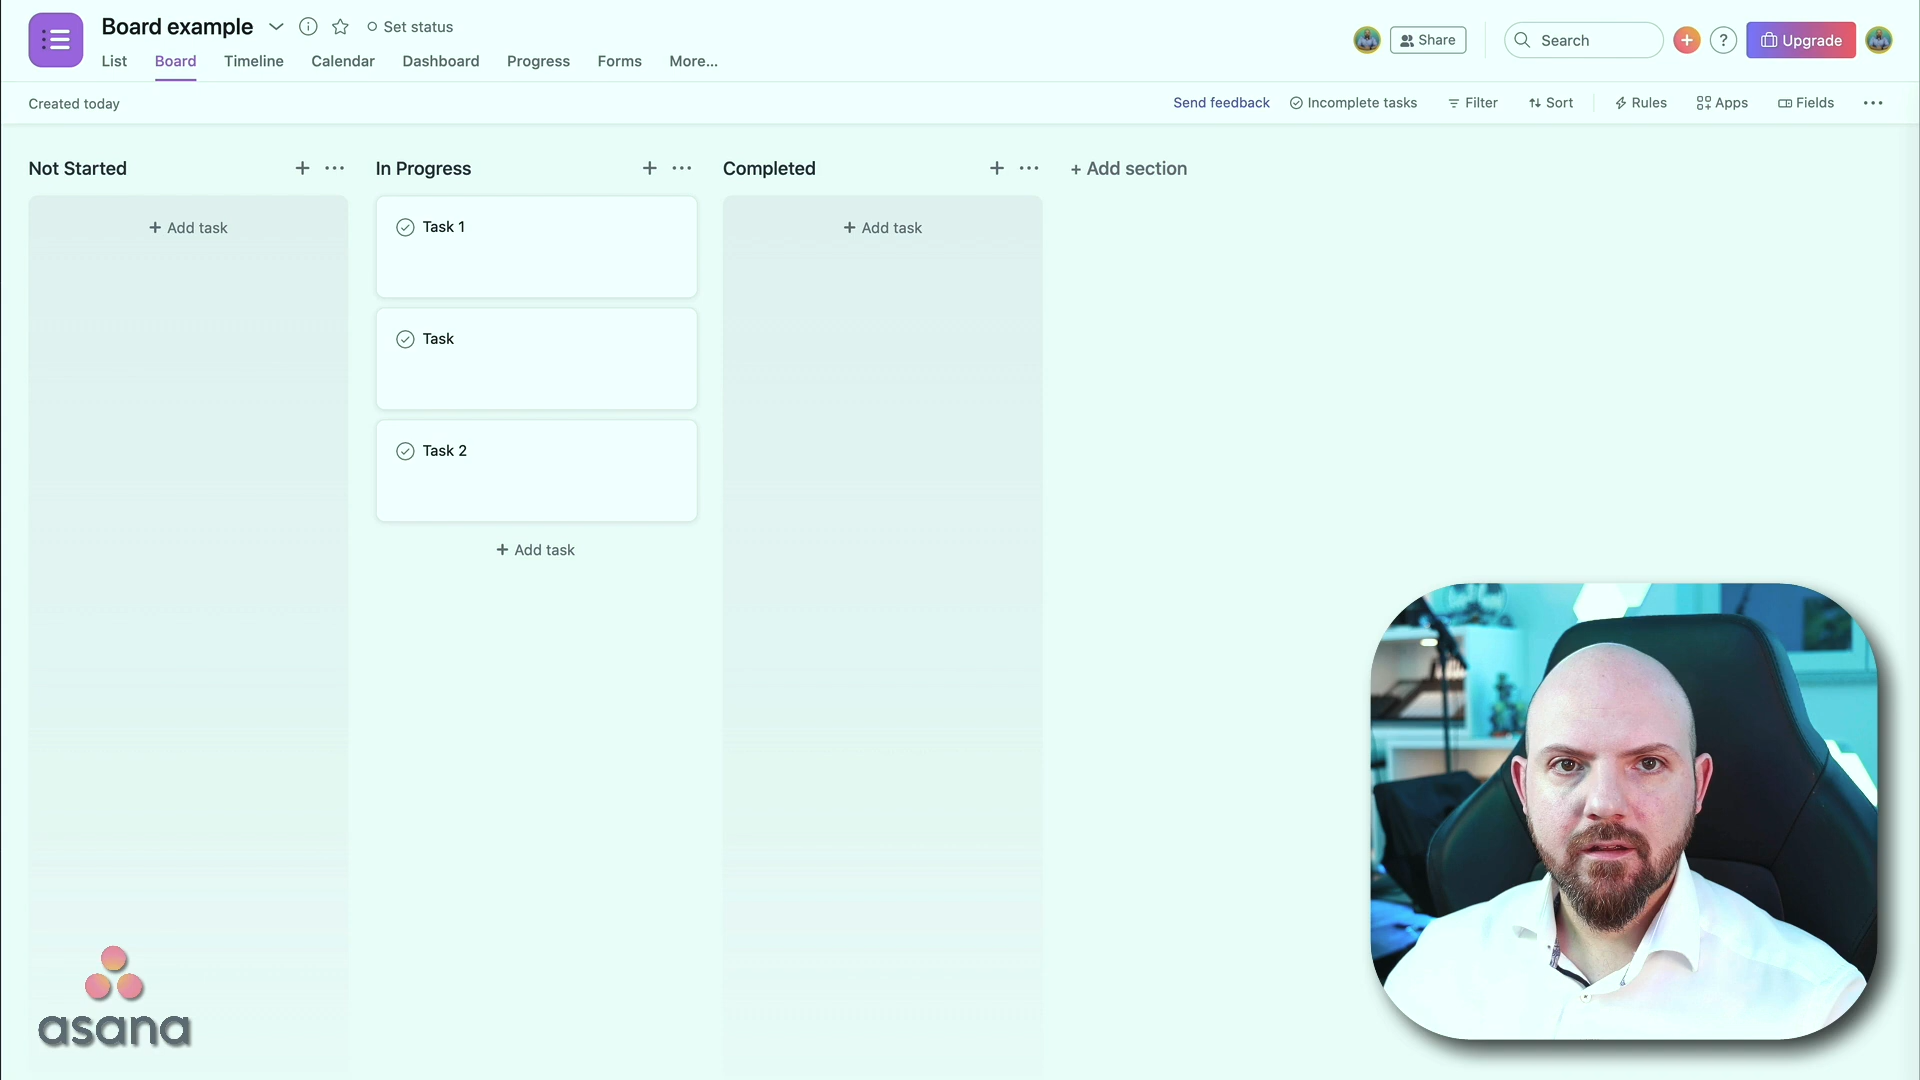 Board example
Set status
List Board Timeline Calendar Dashboard Progress Forms More...
Share
Search
?
Upgrade
Created today
Send feedback
Incomplete tasks
Filter
Sort
Rules
Apps
Fields
Not Started
+ Add task
In Progress
Task 1
Task
Task 2
+ Add task
Completed
+ Add task
+ Add section
asana